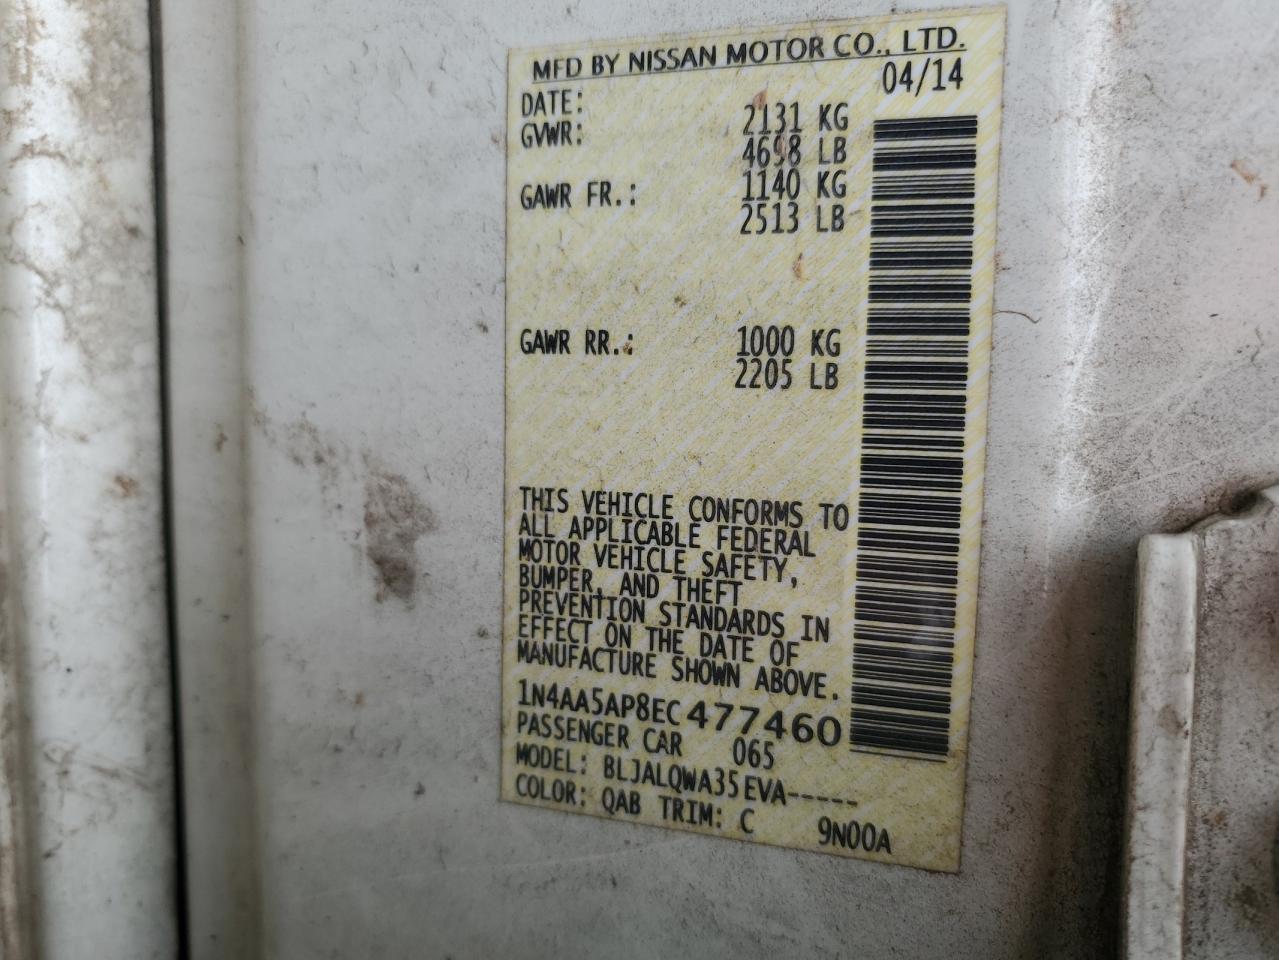 MFD BY NISSAN MOTOR CO., LTD.
DATE: 04/14
GVWR: 2131 KG
4698 LB
GAWR FR.: 1140 KG
2513 LB
GAWR RR.: 1000 KG
2205 LB
THIS VEHICLE CONFORMS TO
ALL APPLICABLE FEDERAL
MOTOR VEHICLE SAFETY,
BUMPER, AND THEFT
PREVENTION STANDARDS IN
EFFECT ON THE DATE OF
MANUFACTURE SHOWN ABOVE.
1N4AA5AP8EC477460
PASSENGER CAR 065
MODEL: BLJALQWA35EVA-----
COLOR: QAB TRIM: C 9N00A